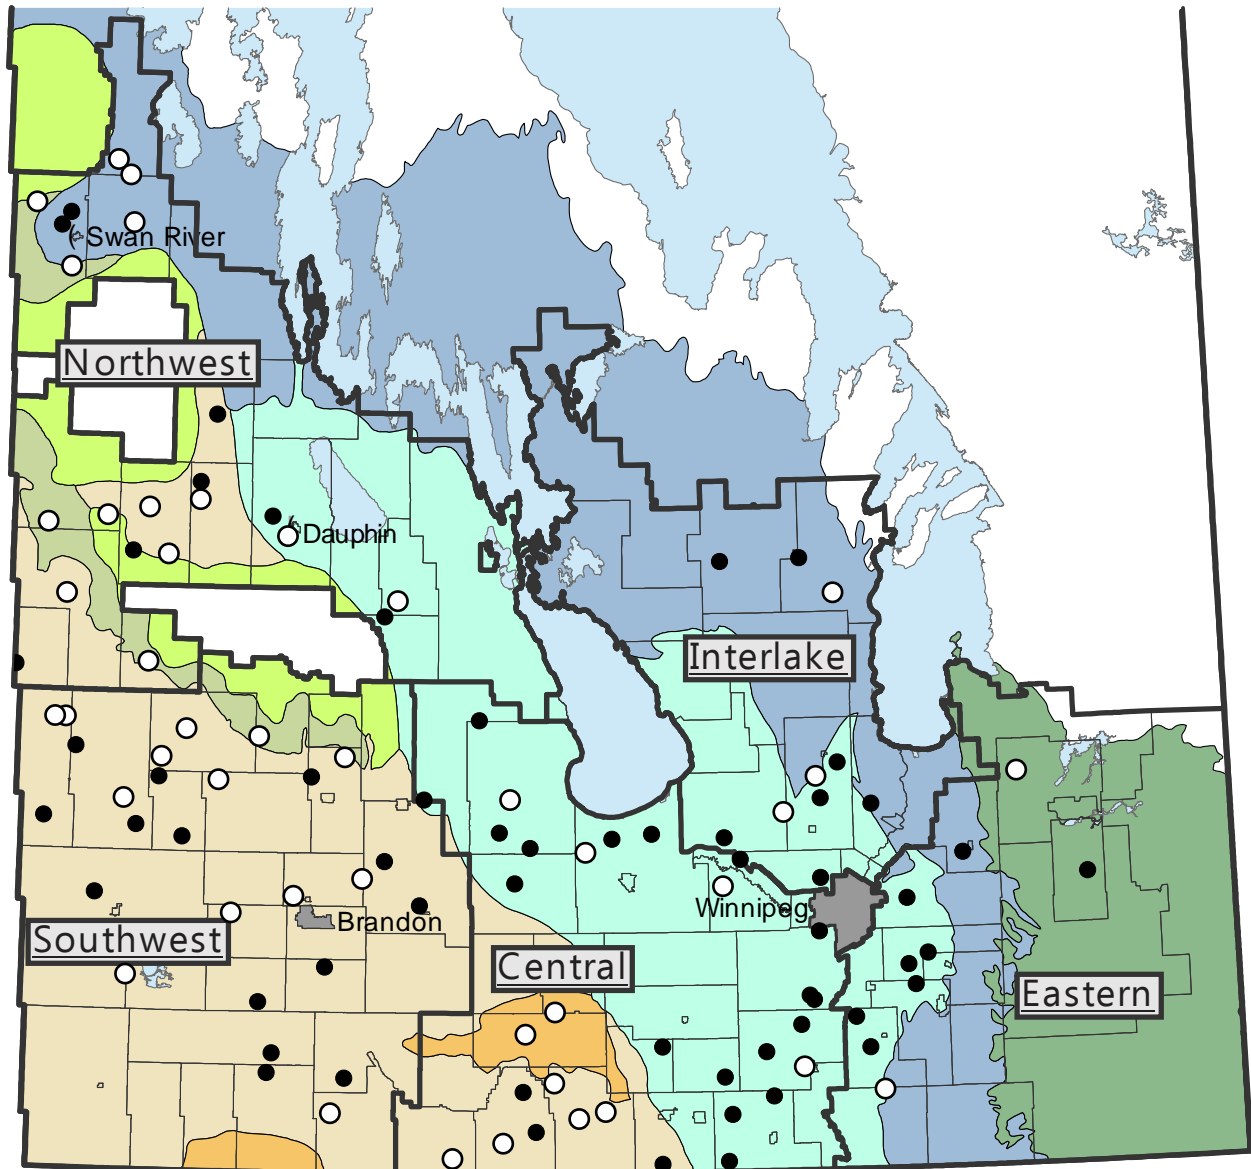 Swan River
Northwest
Dauphin
Interlake
Winnipeg
Brandon
Southwest
Central
Eastern